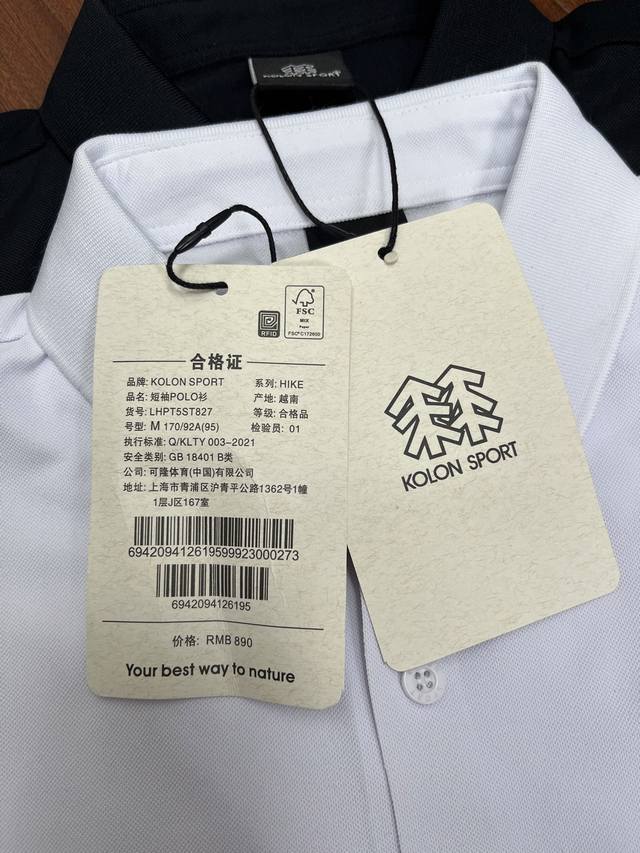 KOLON SPORT
RFID
FSC
MIX
Paper
FSC® C172600
合格证
品牌: KOLON SPORT 系列: HIKE
品名: 短袖POLO衫 产地: 越南
货号: LHPT5ST827 等级: 合格品
号型: M 170/92A(95) 检验员: 01
执行标准: Q/KLTY 003-2021
安全类别: GB 18401 B类
公司: 可隆体育(中国)有限公司
地址: 上海市青浦区沪青平公路1362号1幢
1层J区167室
694209412619599923000273
6942094126195
价格: RMB 890
Your best way to nature
KOLON SPORT